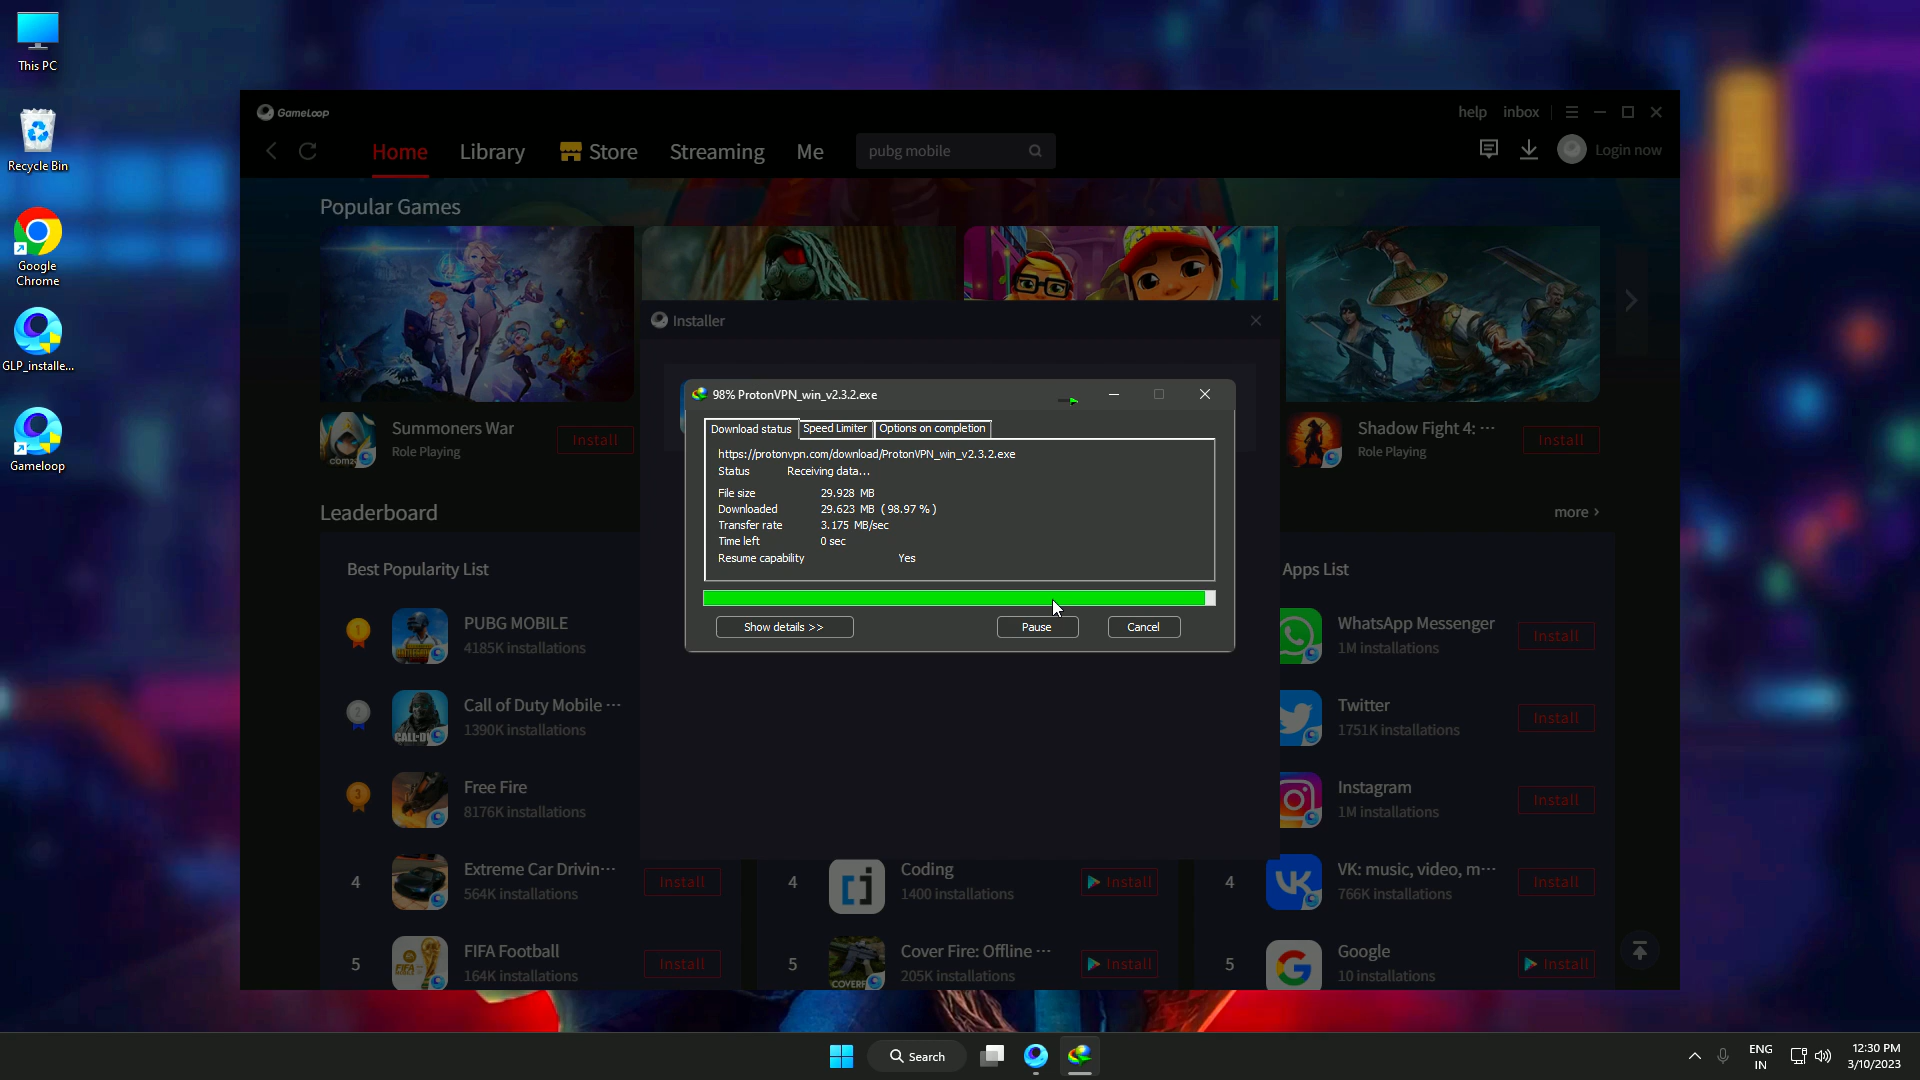 This PC
Recycle Bin
Google
Chrome
GLP_installe...
Gameloop
GameLoop
help
inbox
Home
Library
Store
Streaming
Me
pubg mobile
Login now
Popular Games
Summoners War
Role Playing
Install
Shadow Fight 4: ···
Role Playing
Install
Installer
98% ProtonVPN_win_v2.3.2.exe
Download status
Speed Limiter
Options on completion
https://protonvpn.com/download/ProtonVPN_win_v2.3.2.exe
Status Receiving data...
File size 29.928 MB
Downloaded 29.623 MB ( 98.97 % )
Transfer rate 3.175 MB/sec
Time left 0 sec
Resume capability Yes
Show details >>
Pause
Cancel
Leaderboard
more ›
Best Popularity List
1
PUBG MOBILE
4185K installations
2
Call of Duty Mobile ···
1390K installations
3
Free Fire
8176K installations
4
Extreme Car Drivin···
564K installations
Install
5
FIFA Football
164K installations
Install
4
Coding
1400 installations
Install
5
Cover Fire: Offline ···
205K installations
Install
Apps List
WhatsApp Messenger
1M installations
Install
Twitter
1751K installations
Install
Instagram
1M installations
Install
4
VK: music, video, m···
766K installations
Install
5
Google
10 installations
Install
Search
ENG
IN
12:30 PM
3/10/2023